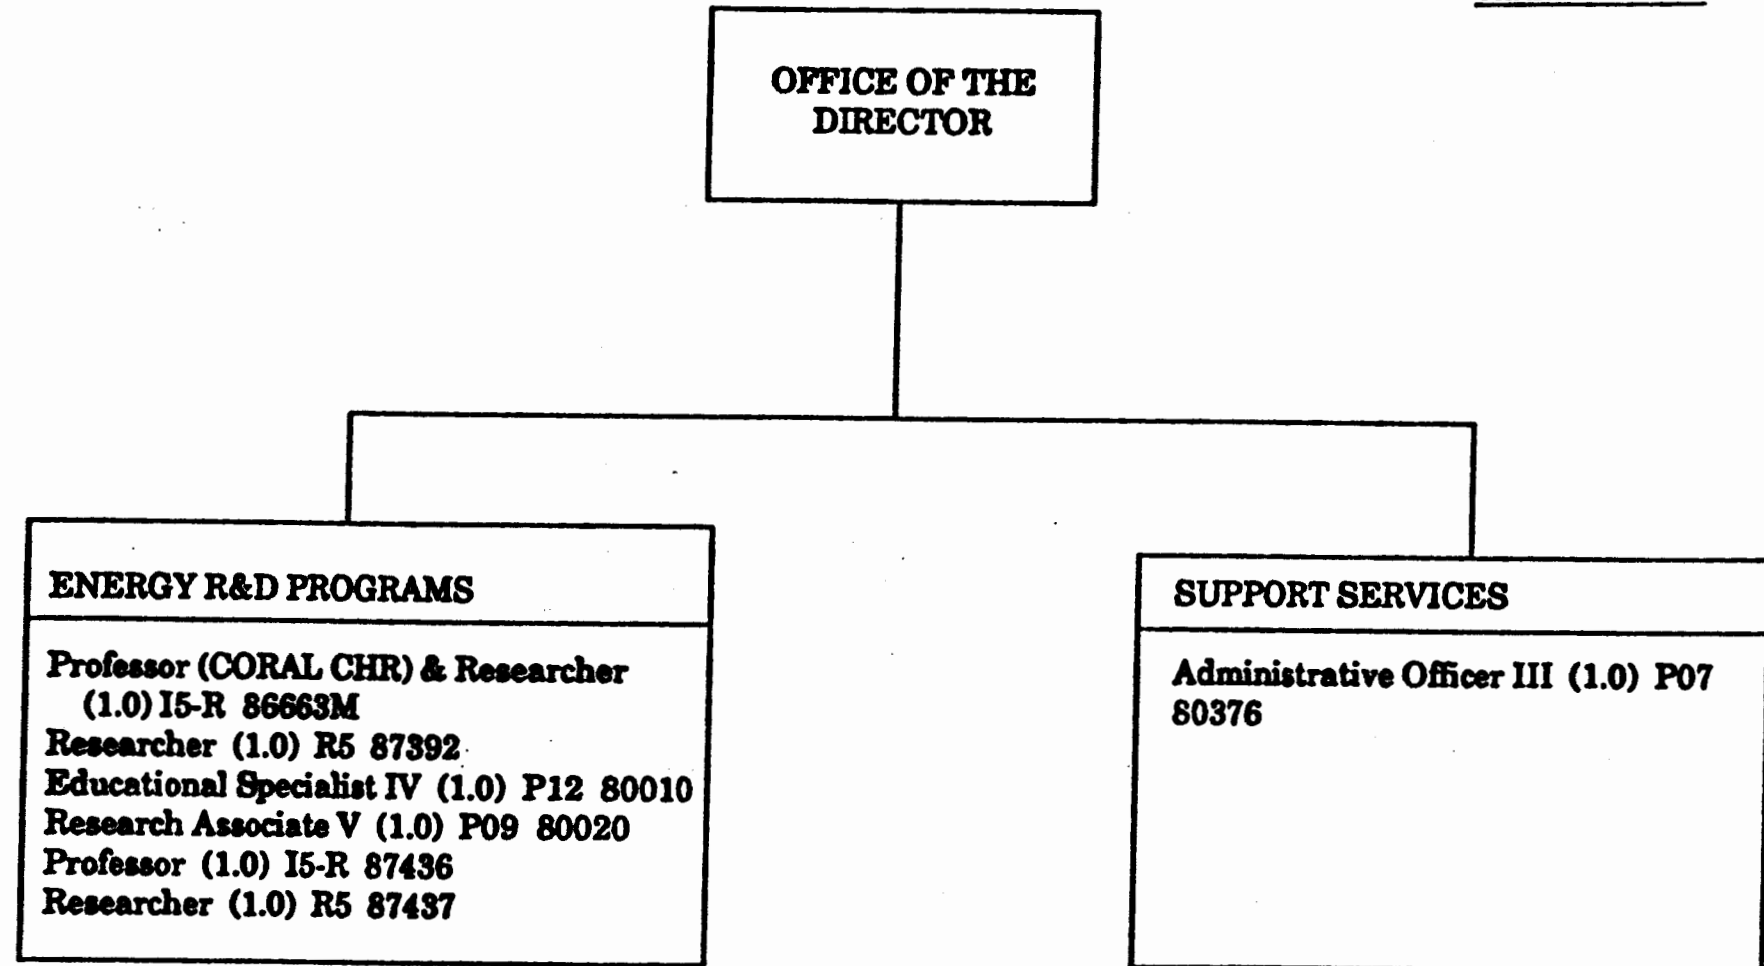 OFFICE OF THE
DIRECTOR
ENERGY R&D PROGRAMS
Professor (CORAL CHR) & Researcher
(1.0) I5-R 86663M
Researcher (1.0) R5 87392
Educational Specialist IV (1.0) P12 80010
Research Associate V (1.0) P09 80020
Professor (1.0) I5-R 87436
Researcher (1.0) R5 87437
SUPPORT SERVICES
Administrative Officer III (1.0) P07
80376